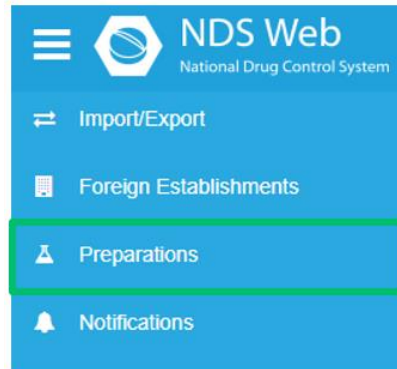 NDS Web
National Drug Control System
Import/Export
Foreign Establishments
Preparations
Notifications